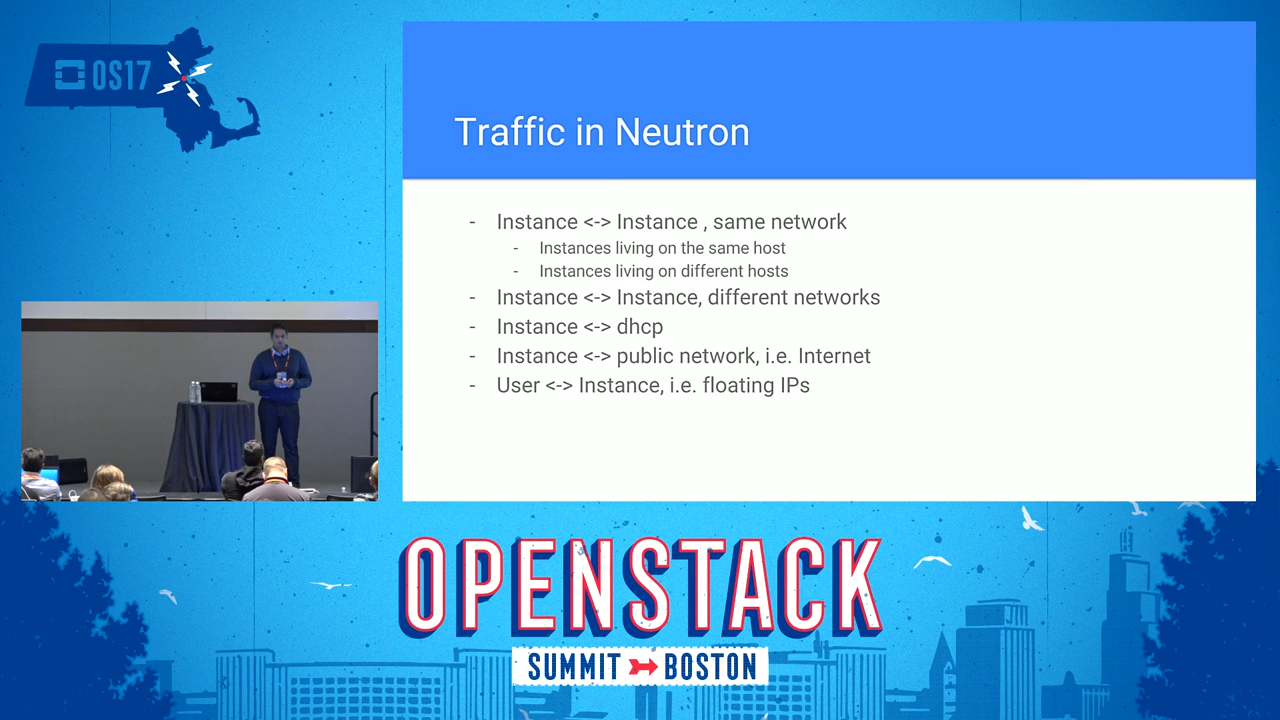 OS17
Traffic in Neutron
- Instance <-> Instance , same network
- Instances living on the same host
- Instances living on different hosts
- Instance <-> Instance, different networks
- Instance <-> dhcp
- Instance <-> public network, i.e. Internet
- User <-> Instance, i.e. floating IPs
OPENSTACK
SUMMIT BOSTON